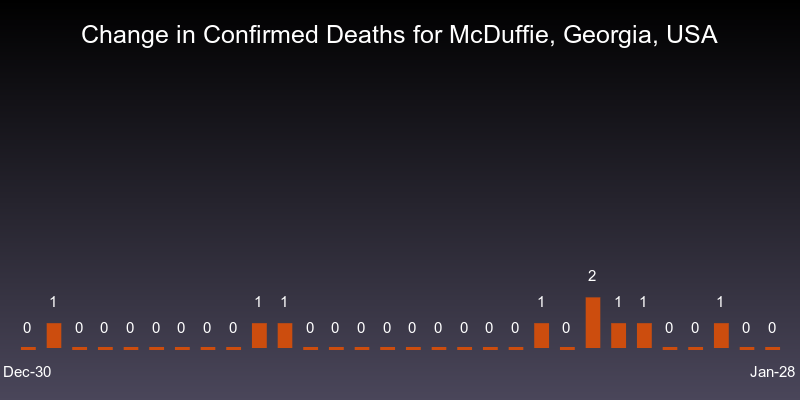 Change in Confirmed Deaths for McDuffie, Georgia, USA
2
1 1 1 1 1 1 1
0 0 0 0 0 0 0 0 0 0 0 0 0 0 0 0 0 0 0 0 0 0
Dec-30 Jan-28